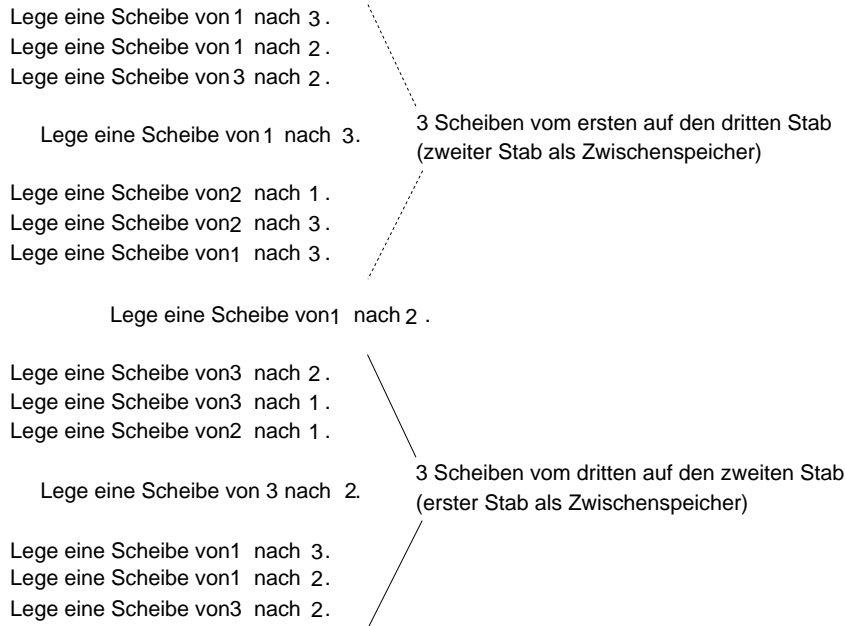 Lege eine Scheibe von 1 nach 3.
Lege eine Scheibe von 1 nach 2.
Lege eine Scheibe von 3 nach 2.
Lege eine Scheibe von 1 nach 3.
3 Scheiben vom ersten auf den dritten Stab
(zweiter Stab als Zwischenspeicher)
Lege eine Scheibe von 2 nach 1.
Lege eine Scheibe von 2 nach 3.
Lege eine Scheibe von 1 nach 3.
Lege eine Scheibe von 1 nach 2.
Lege eine Scheibe von 3 nach 2.
Lege eine Scheibe von 3 nach 1.
Lege eine Scheibe von 2 nach 1.
Lege eine Scheibe von 3 nach 2.
3 Scheiben vom dritten auf den zweiten Stab
(erster Stab als Zwischenspeicher)
Lege eine Scheibe von 1 nach 3.
Lege eine Scheibe von 1 nach 2.
Lege eine Scheibe von 3 nach 2.